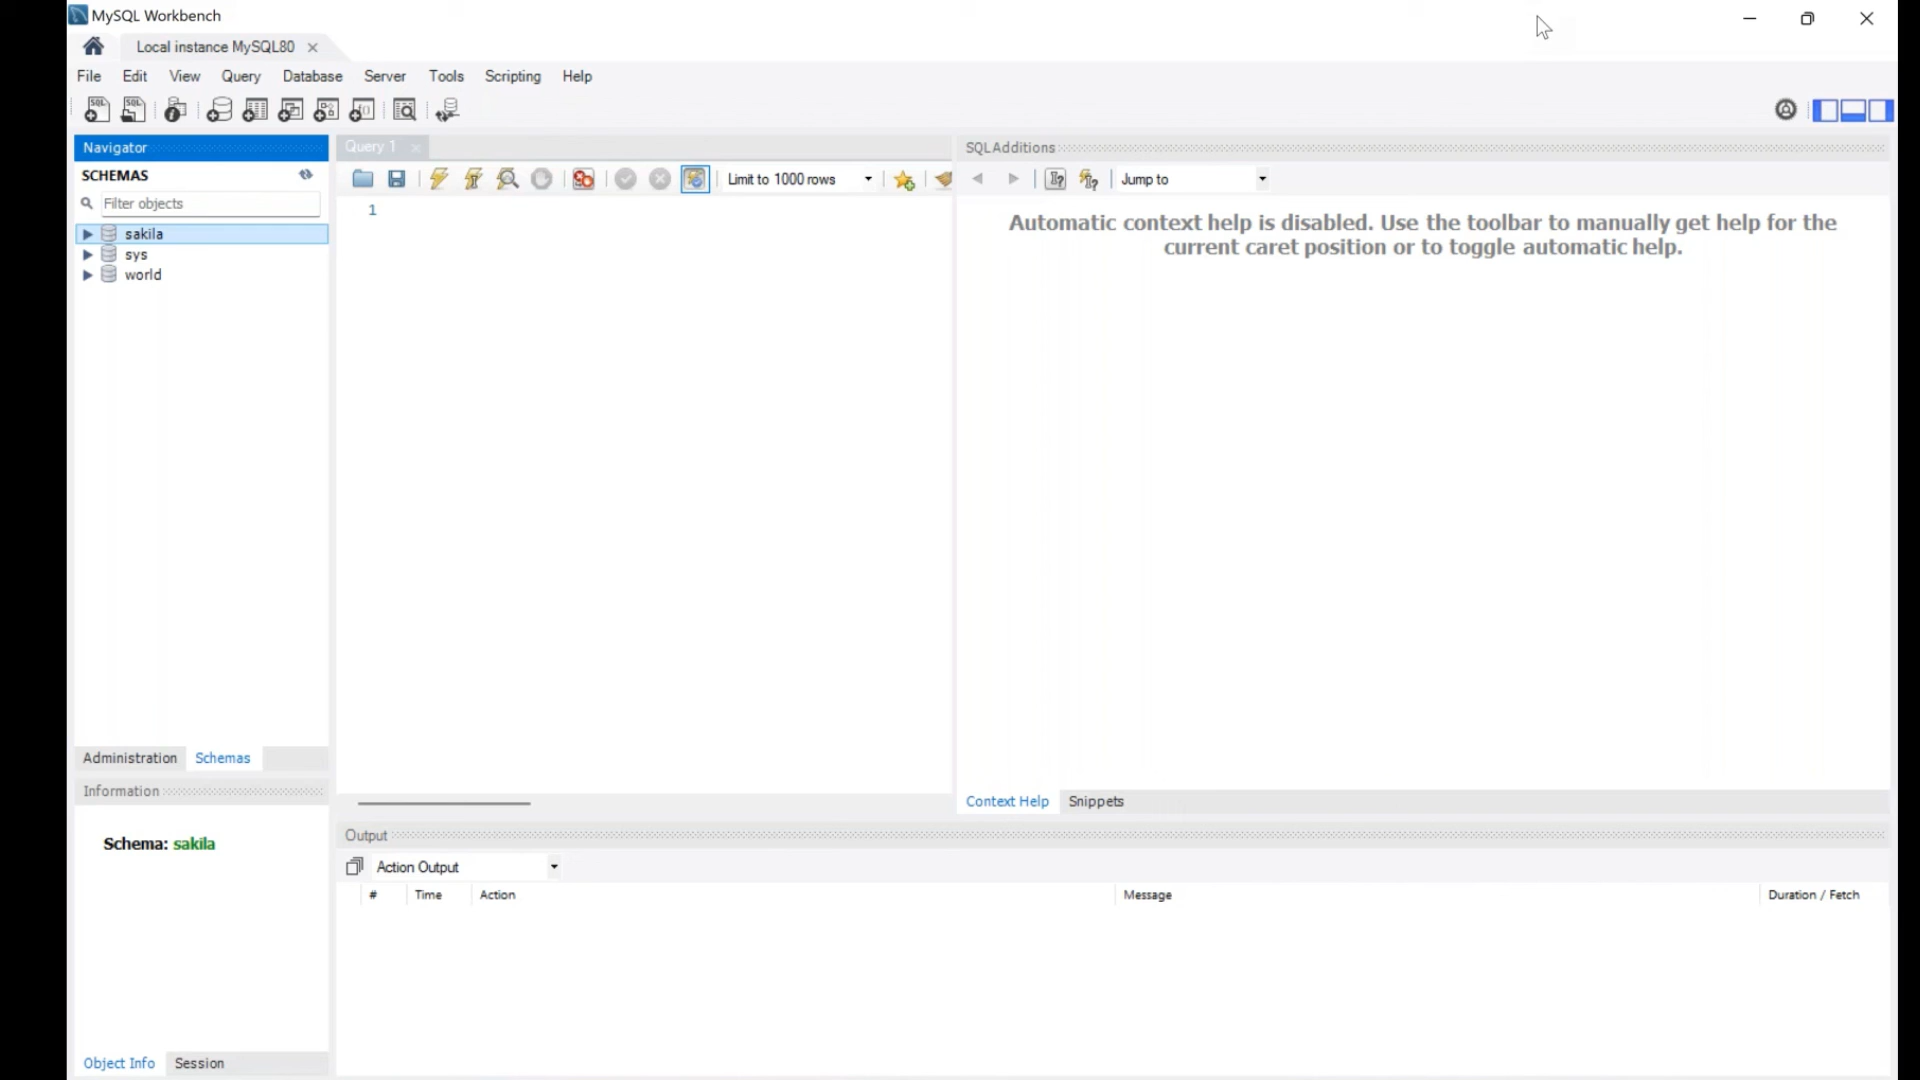 MySQL Workbench
Local instance MySQL80
File Edit View Query Database Server Tools Scripting Help
Navigator
SCHEMAS
Filter objects
sakila
sys
world
Administration Schemas
Information
Schema: sakila
Object Info Session
Query 1
Limit to 1000 rows
1
SQLAdditions
Jump to
Automatic context help is disabled. Use the toolbar to manually get help for the
current caret position or to toggle automatic help.
Context Help Snippets
Output
Action Output
# Time Action Message Duration / Fetch